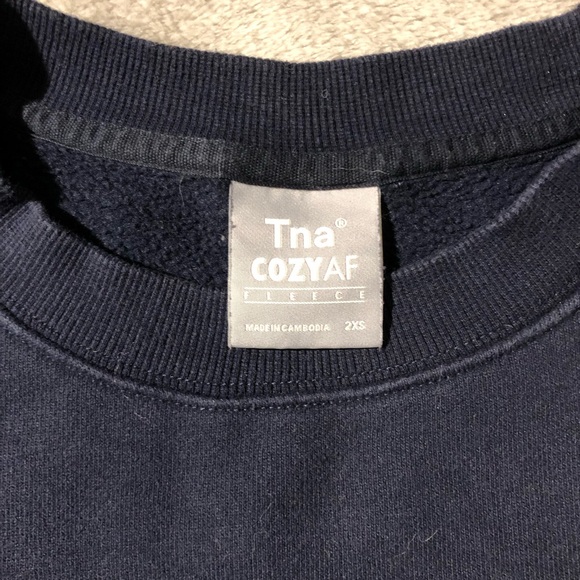 Tna®
COZYAF
FLEECE
MADE IN CAMBODIA 2XS